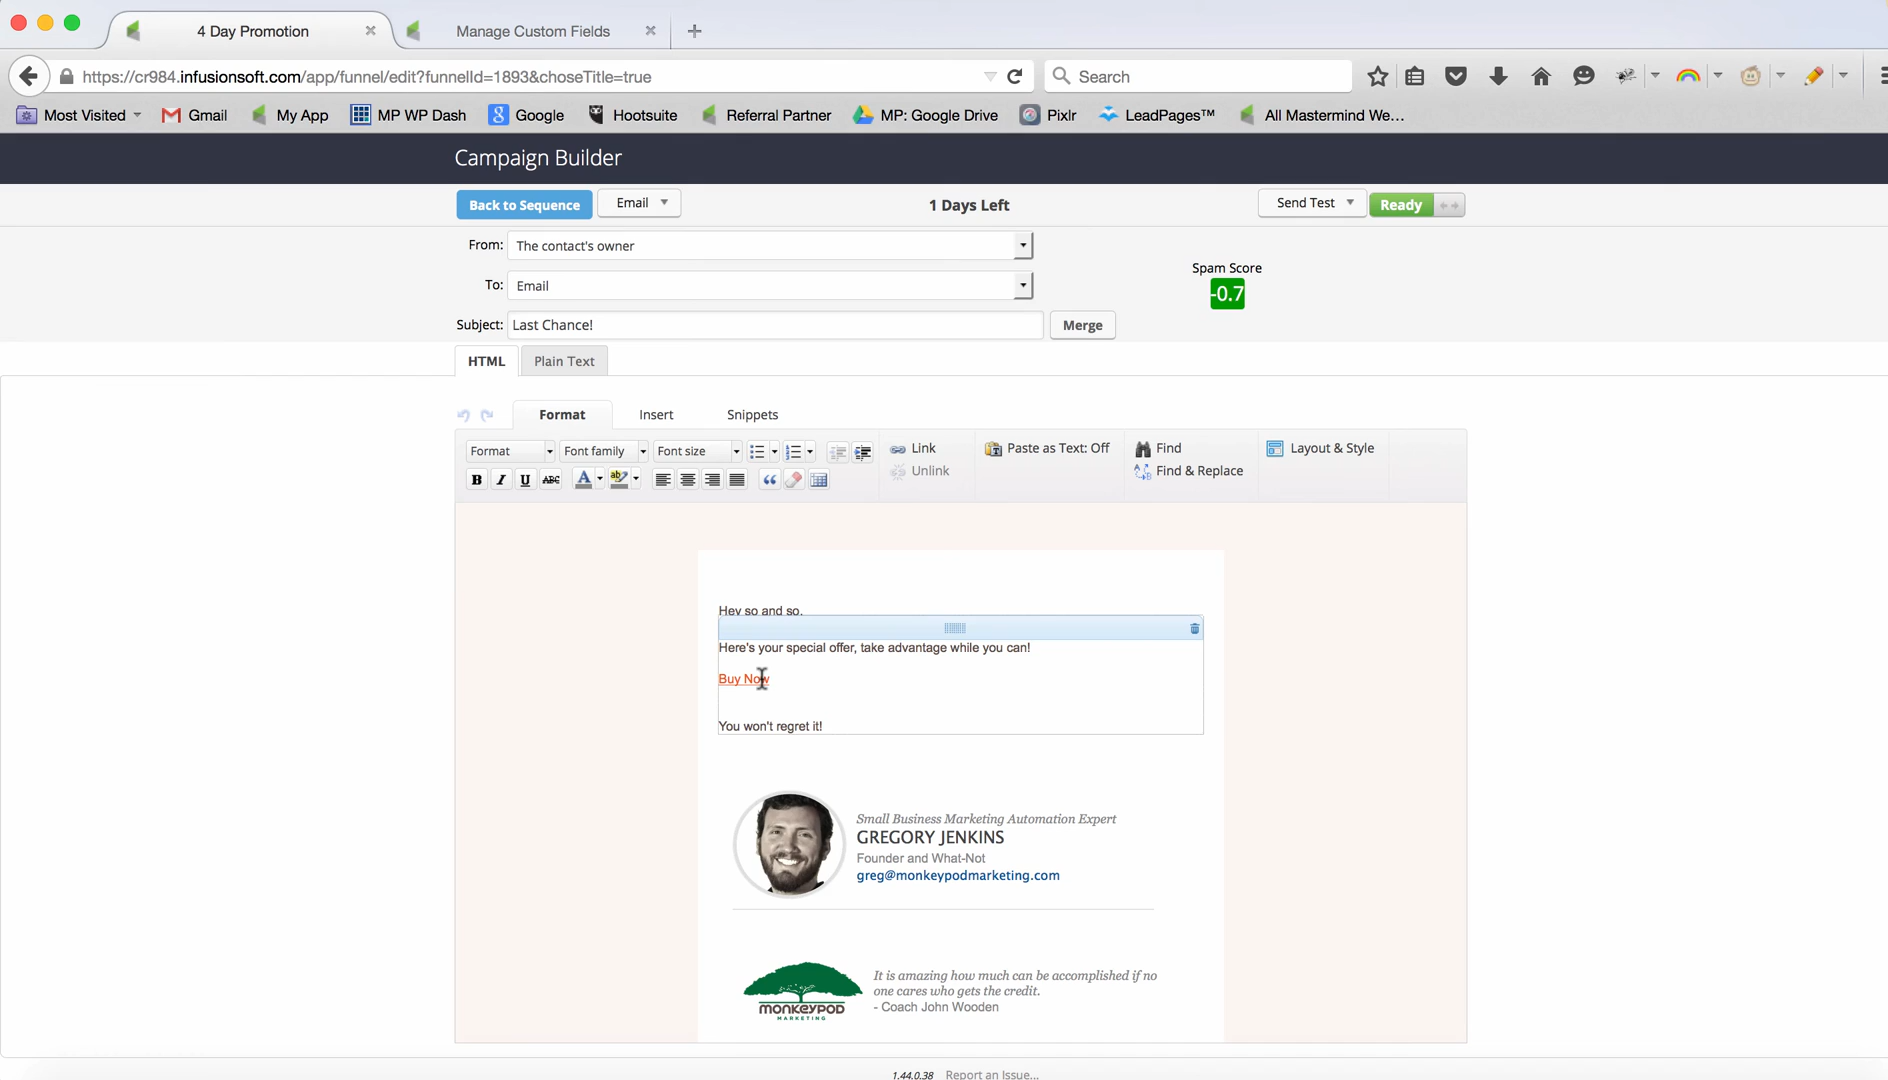 4 Day Promotion
Manage Custom Fields
https://cr984.infusionsoft.com/app/funnel/edit?funnelId=1893&choseTitle=true
Search
Most Visited
Gmail
My App
MP WP Dash
Google
Hootsuite
Referral Partner
MP: Google Drive
Pixlr
LeadPages™
All Mastermind We...
Campaign Builder
Back to Sequence
Email
1 Days Left
Send Test
Ready
From: The contact's owner
To: Email
Subject: Last Chance!
Merge
Spam Score
-0.7
HTML
Plain Text
Format
Insert
Snippets
Format
Font family
Font size
Link
Unlink
Paste as Text: Off
Find
Find & Replace
Layout & Style
B I U ABC A ab
Hey so and so,
Here's your special offer, take advantage while you can!
Buy Now
You won't regret it!
Small Business Marketing Automation Expert
GREGORY JENKINS
Founder and What-Not
greg@monkeypodmarketing.com
MONKEYPOD
MARKETING
It is amazing how much can be accomplished if no
one cares who gets the credit.
- Coach John Wooden
1.44.0.38 Report an Issue...